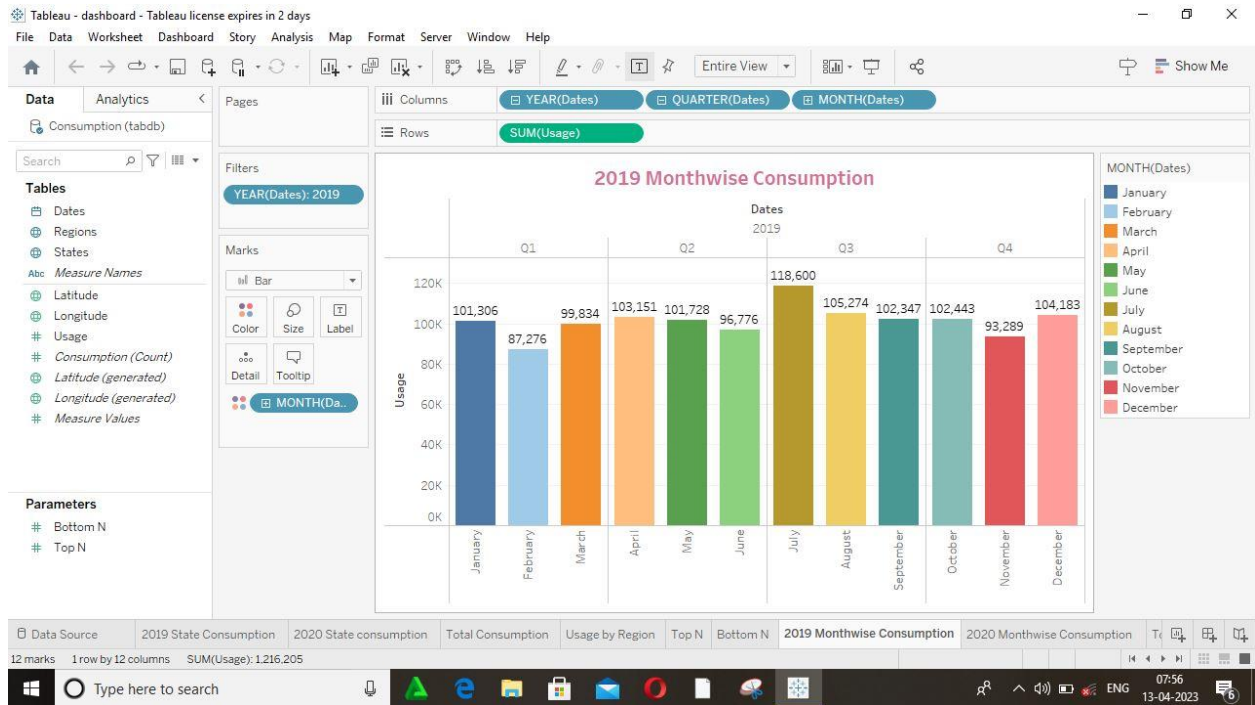 Tableau - dashboard - Tableau license expires in 2 days
File Data Worksheet Dashboard Story Analysis Map Format Server Window Help
Entire View
Show Me
Data Analytics
Consumption (tabdb)
Search
Tables
Dates
Regions
States
Abc Measure Names
Latitude
Longitude
# Usage
# Consumption (Count)
Latitude (generated)
Longitude (generated)
# Measure Values
Parameters
# Bottom N
# Top N
Pages
Filters
YEAR(Dates): 2019
Marks
Bar
Color Size Label
Detail Tooltip
MONTH(Da..
Columns YEAR(Dates) QUARTER(Dates) MONTH(Dates)
Rows SUM(Usage)
2019 Monthwise Consumption
Dates
2019
Q1 Q2 Q3 Q4
120K
100K
80K
60K
40K
20K
0K
Usage
101,306 87,276 99,834 103,151 101,728 96,776 118,600 105,274 102,347 102,443 93,289 104,183
January February March April May June July August September October November December
MONTH(Dates)
January
February
March
April
May
June
July
August
September
October
November
December
Data Source 2019 State Consumption 2020 State consumption Total Consumption Usage by Region Top N Bottom N 2019 Monthwise Consumption 2020 Monthwise Consumption
12 marks 1 row by 12 columns SUM(Usage): 1,216,205
Type here to search
ENG
07:56
13-04-2023
6